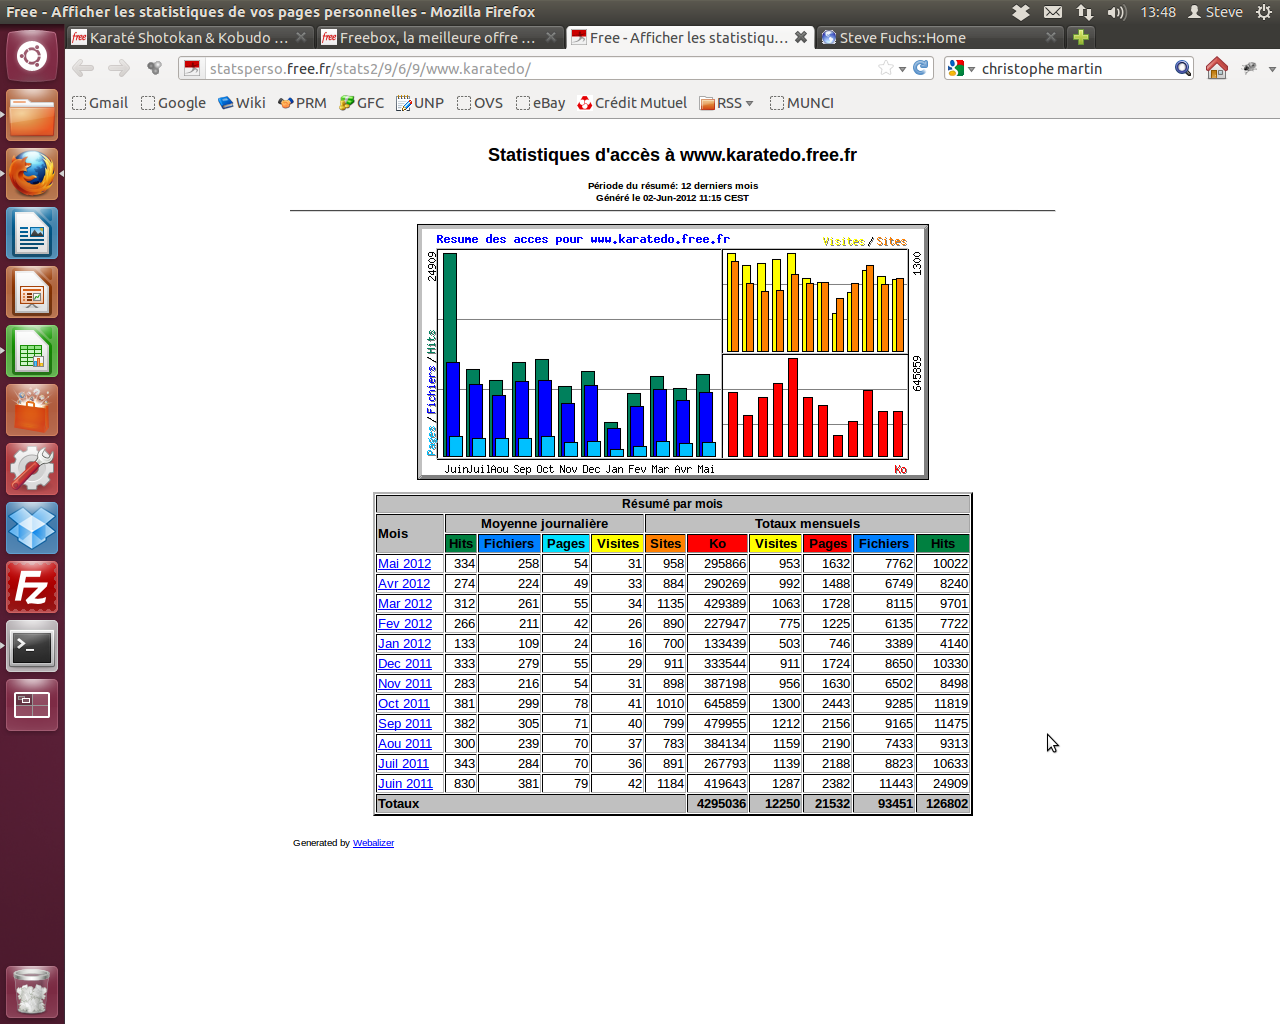 Free - Afficher les statistiques de vos pages personnelles - Mozilla Firefox
13:48 Steve
Karaté Shotokan & Kobudo ...
Freebox, la meilleure offre ...
Free - Afficher les statistiqu...
Steve Fuchs::Home
statsperso.free.fr/stats2/9/6/9/www.karatedo/
christophe martin
Gmail Google Wiki PRM GFC UNP OVS eBay Crédit Mutuel RSS MUNCI
Statistiques d'accès à www.karatedo.free.fr
Période du résumé: 12 derniers mois
Généré le 02-Jun-2012 11:15 CEST
Resume des acces pour www.karatedo.free.fr
Visites / Sites
24909
1300
Pages / Fichiers / Hits
645859
Juin Juil Aou Sep Oct Nov Dec Jan Fev Mar Avr Mai
Ko
Résumé par mois
Mois Moyenne journalière Totaux mensuels
Hits Fichiers Pages Visites Sites Ko Visites Pages Fichiers Hits
Mai 2012 334 258 54 31 958 295866 953 1632 7762 10022
Avr 2012 274 224 49 33 884 290269 992 1488 6749 8240
Mar 2012 312 261 55 34 1135 429389 1063 1728 8115 9701
Fev 2012 266 211 42 26 890 227947 775 1225 6135 7722
Jan 2012 133 109 24 16 700 133439 503 746 3389 4140
Dec 2011 333 279 55 29 911 333544 911 1724 8650 10330
Nov 2011 283 216 54 31 898 387198 956 1630 6502 8498
Oct 2011 381 299 78 41 1010 645859 1300 2443 9285 11819
Sep 2011 382 305 71 40 799 479955 1212 2156 9165 11475
Aou 2011 300 239 70 37 783 384134 1159 2190 7433 9313
Juil 2011 343 284 70 36 891 267793 1139 2188 8823 10633
Juin 2011 830 381 79 42 1184 419643 1287 2382 11443 24909
Totaux 4295036 12250 21532 93451 126802
Generated by Webalizer